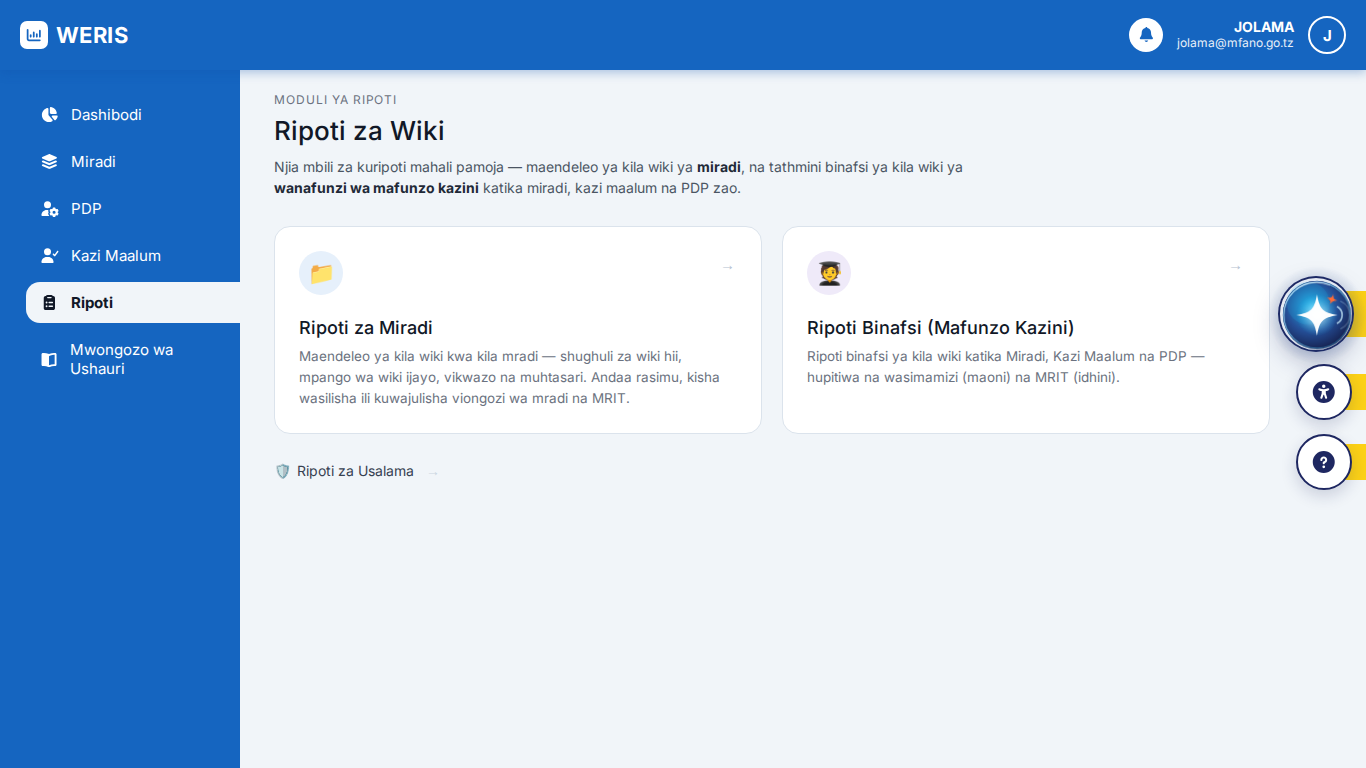 WERIS
JOLAMA
jolama@mfano.go.tz
J
Dashibodi
Miradi
PDP
Kazi Maalum
Ripoti
Mwongozo wa
Ushauri
MODULI YA RIPOTI
Ripoti za Wiki
Njia mbili za kuripoti mahali pamoja — maendeleo ya kila wiki ya miradi, na tathmini binafsi ya kila wiki ya
wanafunzi wa mafunzo kazini katika miradi, kazi maalum na PDP zao.
→
Ripoti za Miradi
Maendeleo ya kila wiki kwa kila mradi — shughuli za wiki hii,
mpango wa wiki ijayo, vikwazo na muhtasari. Andaa rasimu, kisha
wasilisha ili kuwajulisha viongozi wa mradi na MRIT.
→
Ripoti Binafsi (Mafunzo Kazini)
Ripoti binafsi ya kila wiki katika Miradi, Kazi Maalum na PDP —
hupitiwa na wasimamizi (maoni) na MRIT (idhini).
Ripoti za Usalama →